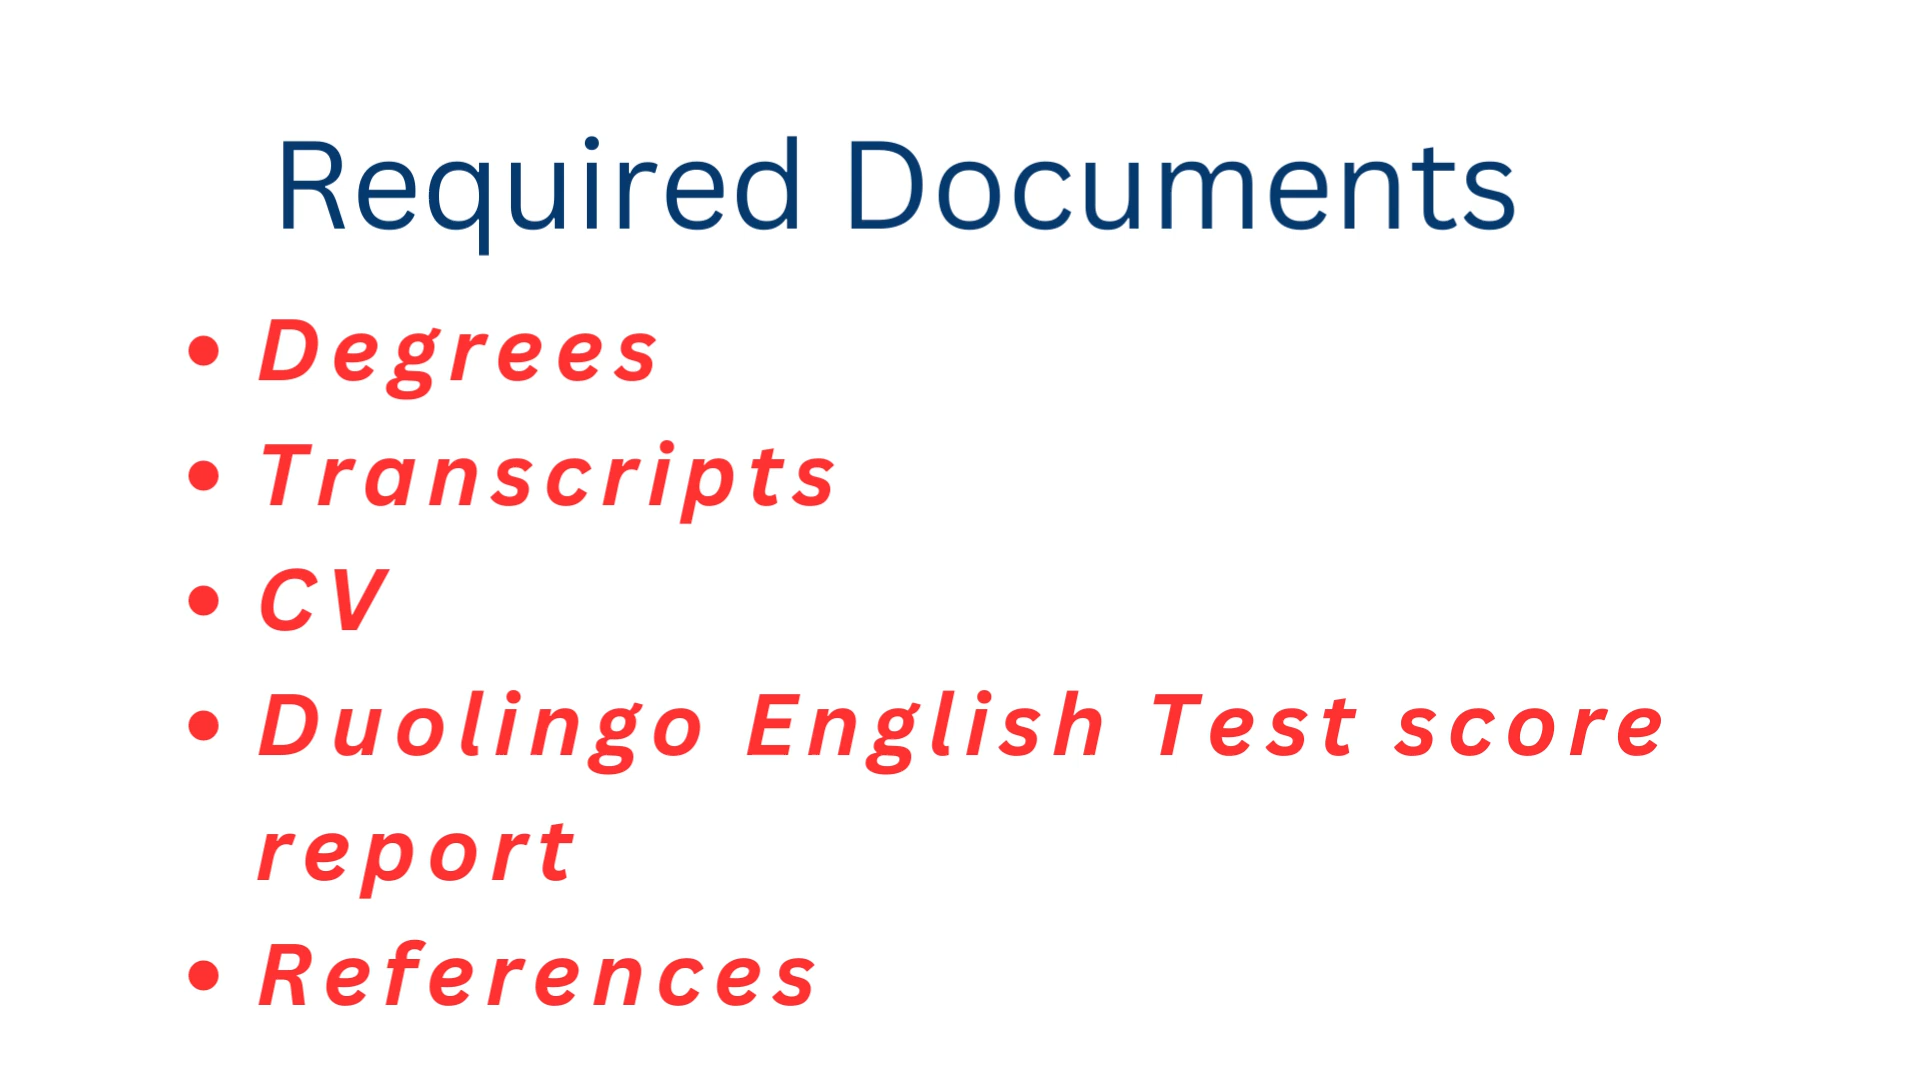 Required Documents
• Degrees
• Transcripts
• CV
• Duolingo English Test score
report
• References